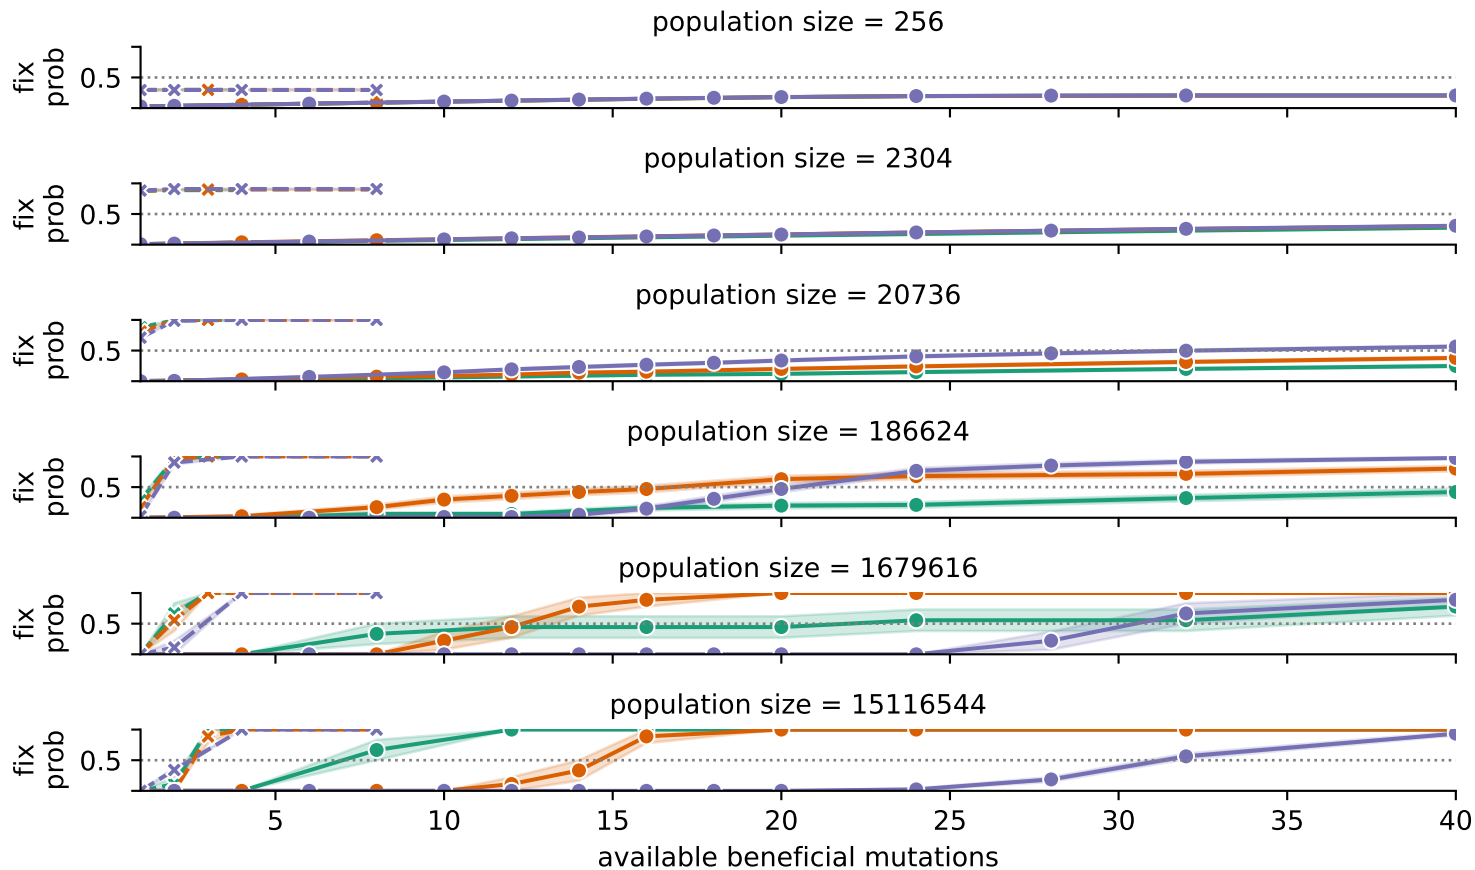 population size = 256
fix
prob
0.5
population size = 2304
fix
prob
0.5
population size = 20736
fix
prob
0.5
population size = 186624
fix
prob
0.5
population size = 1679616
fix
prob
0.5
population size = 15116544
fix
prob
0.5
5 10 15 20 25 30 35 40
available beneficial mutations